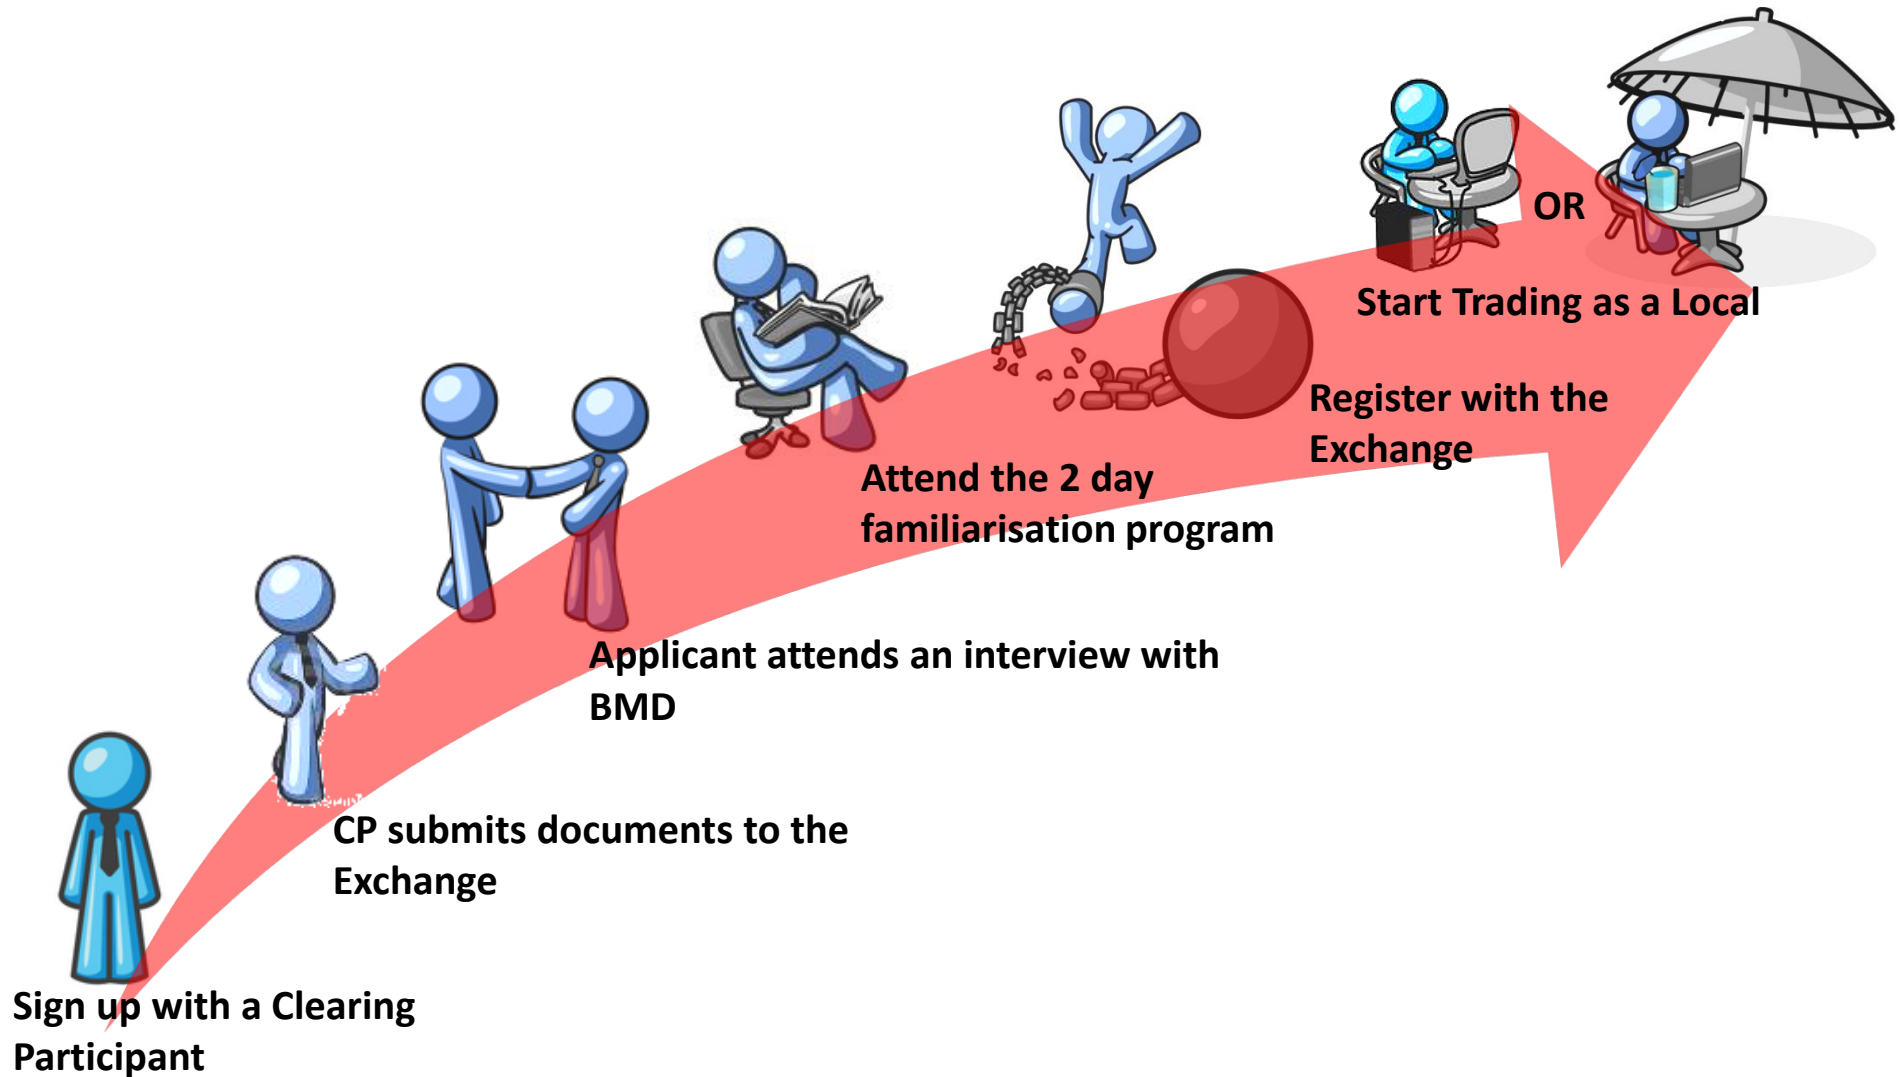 Sign up with a Clearing
Participant
CP submits documents to the
Exchange
Applicant attends an interview with
BMD
Attend the 2 day
familiarisation program
Register with the
Exchange
Start Trading as a Local
OR